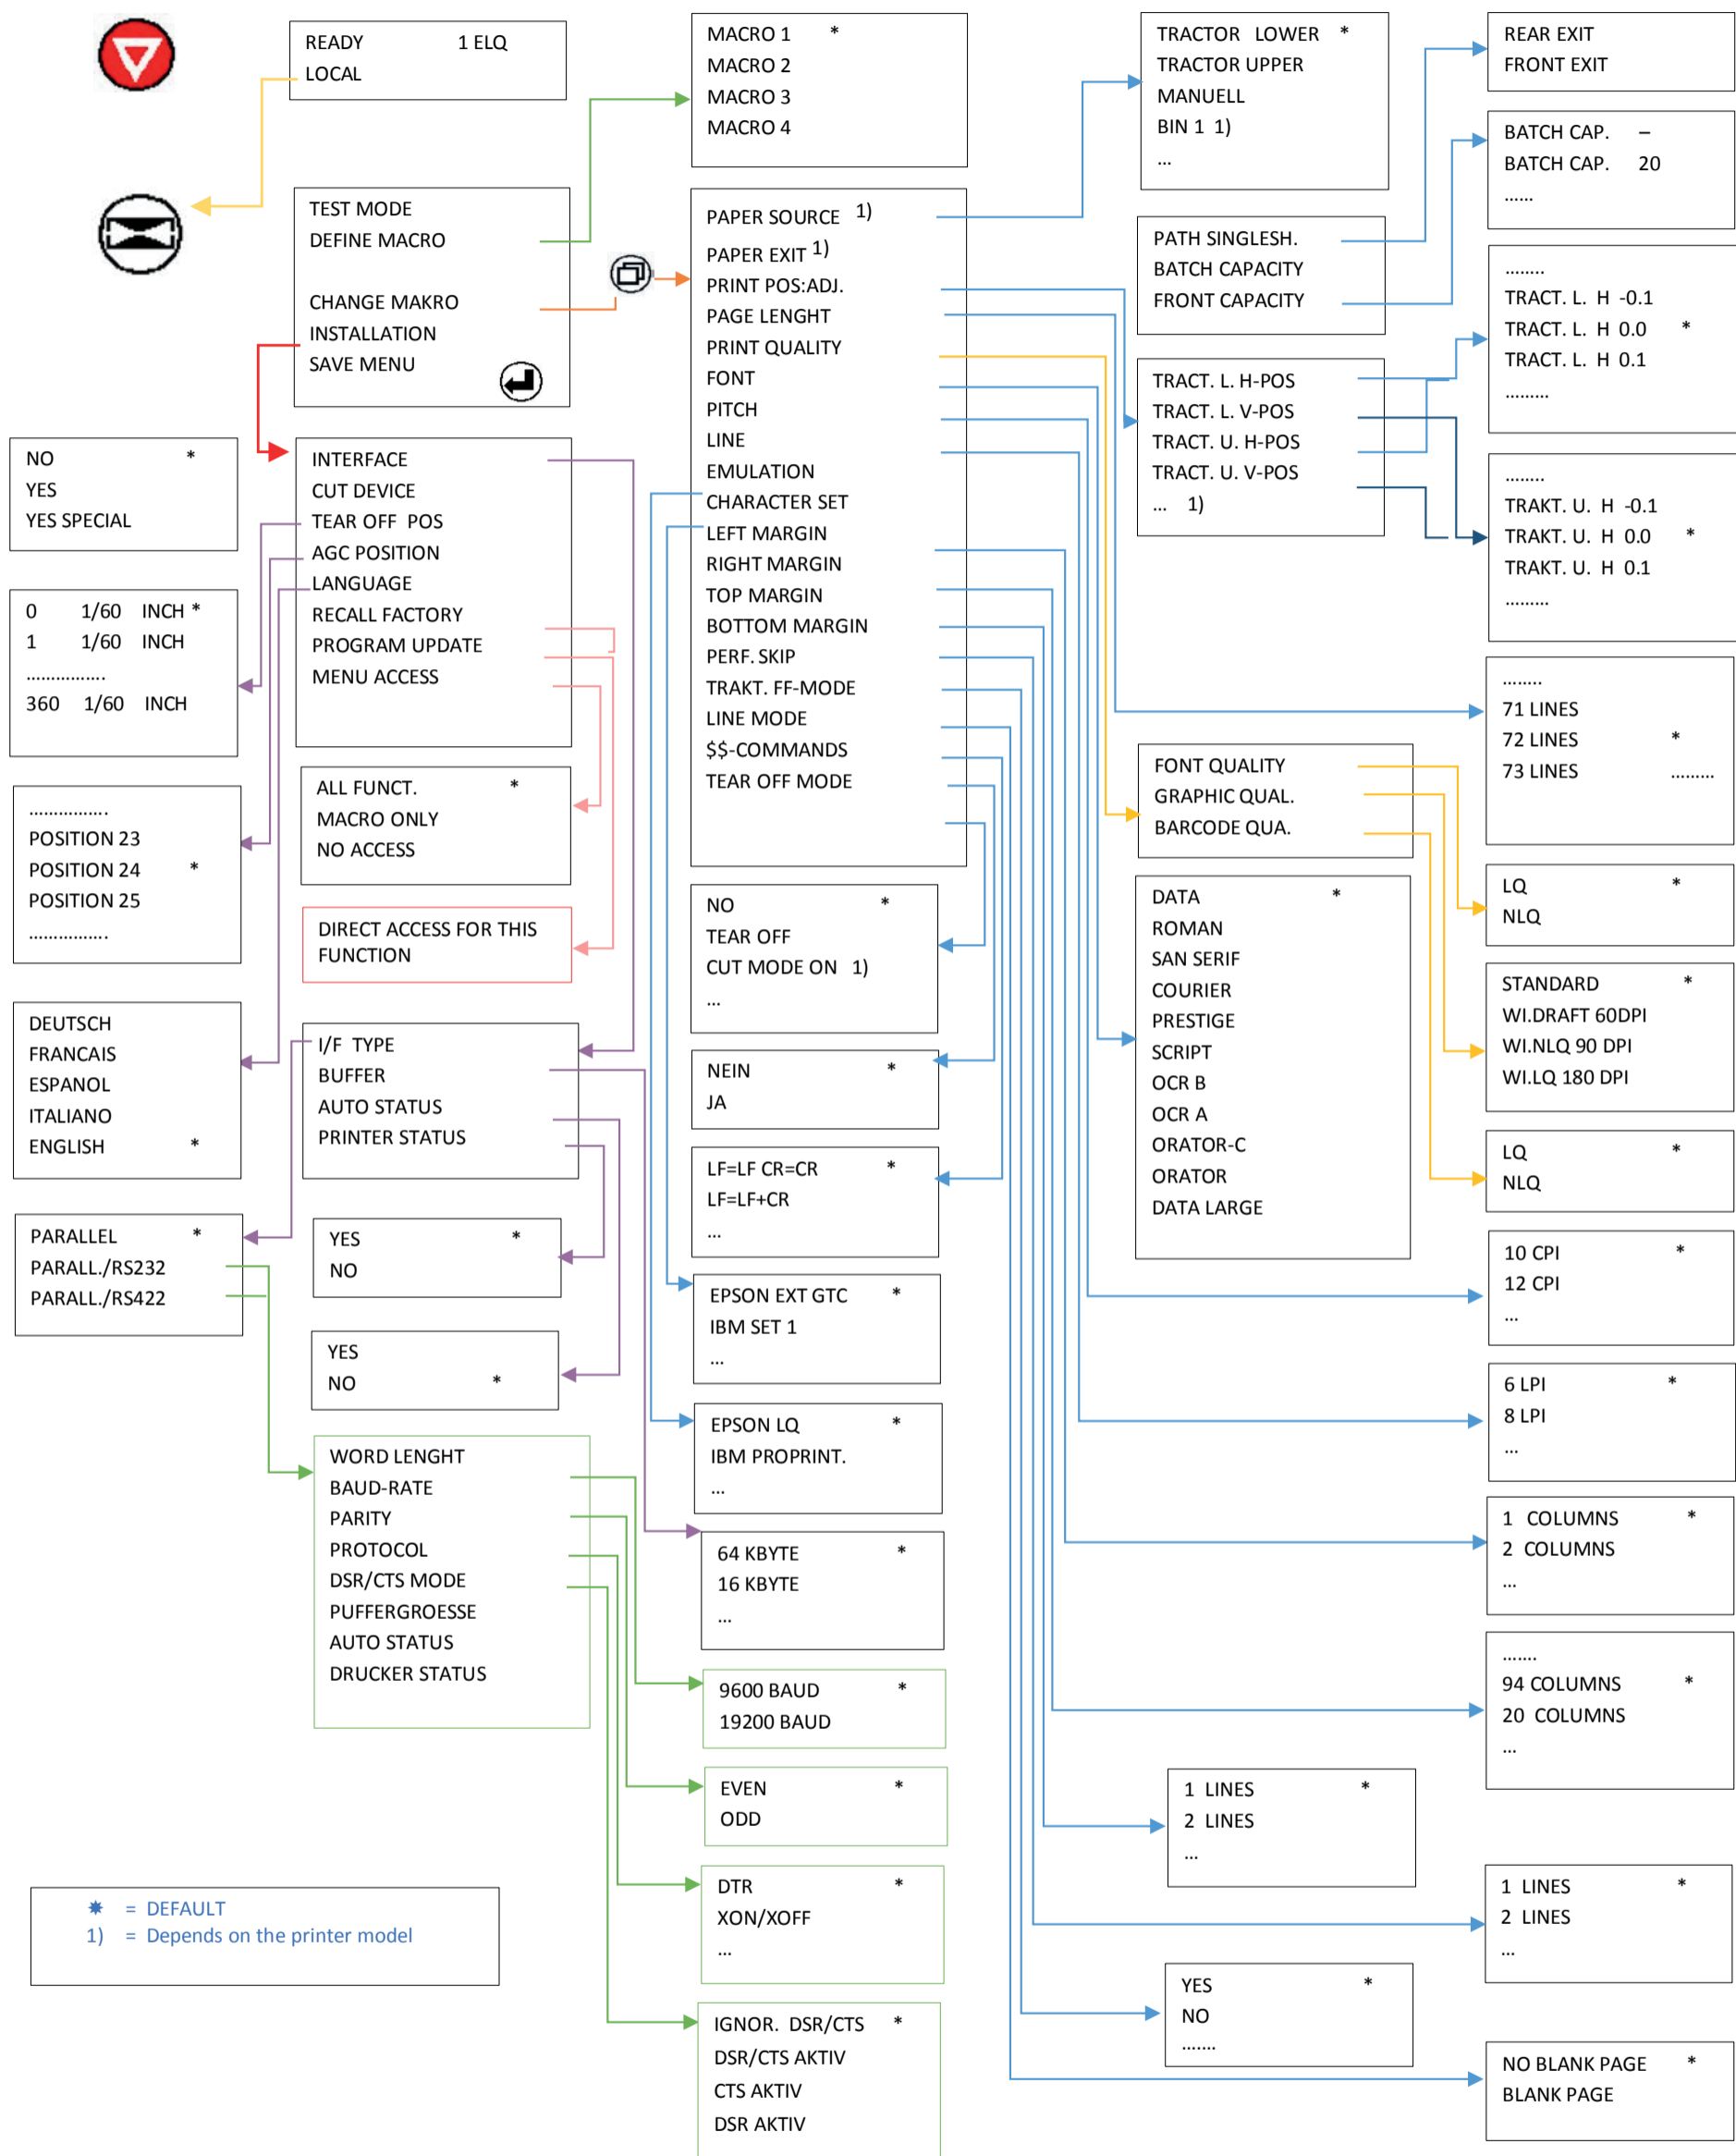 READY 1 ELQ
LOCAL
TEST MODE
DEFINE MACRO
CHANGE MAKRO
INSTALLATION
SAVE MENU
NO *
YES
YES SPECIAL
0 1/60 INCH *
1 1/60 INCH
................
360 1/60 INCH
................
POSITION 23
POSITION 24 *
POSITION 25
................
DEUTSCH
FRANCAIS
ESPANOL
ITALIANO
ENGLISH *
PARALLEL *
PARALL./RS232
PARALL./RS422
INTERFACE
CUT DEVICE
TEAR OFF POS
AGC POSITION
LANGUAGE
RECALL FACTORY
PROGRAM UPDATE
MENU ACCESS
ALL FUNCT. *
MACRO ONLY
NO ACCESS
DIRECT ACCESS FOR THIS
FUNCTION
I/F TYPE
BUFFER
AUTO STATUS
PRINTER STATUS
YES *
NO
YES
NO *
WORD LENGHT
BAUD-RATE
PARITY
PROTOCOL
DSR/CTS MODE
PUFFERGROESSE
AUTO STATUS
DRUCKER STATUS
✱ = DEFAULT
1) = Depends on the printer model
MACRO 1 *
MACRO 2
MACRO 3
MACRO 4
PAPER SOURCE 1)
PAPER EXIT 1)
PRINT POS:ADJ.
PAGE LENGHT
PRINT QUALITY
FONT
PITCH
LINE
EMULATION
CHARACTER SET
LEFT MARGIN
RIGHT MARGIN
TOP MARGIN
BOTTOM MARGIN
PERF. SKIP
TRAKT. FF-MODE
LINE MODE
$$-COMMANDS
TEAR OFF MODE
NO *
TEAR OFF
CUT MODE ON 1)
...
NEIN *
JA
LF=LF CR=CR *
LF=LF+CR
...
EPSON EXT GTC *
IBM SET 1
...
EPSON LQ *
IBM PROPRINT.
...
64 KBYTE *
16 KBYTE
...
9600 BAUD *
19200 BAUD
EVEN *
ODD
DTR *
XON/XOFF
...
IGNOR. DSR/CTS *
DSR/CTS AKTIV
CTS AKTIV
DSR AKTIV
TRACTOR LOWER *
TRACTOR UPPER
MANUELL
BIN 1 1)
...
PATH SINGLESH.
BATCH CAPACITY
FRONT CAPACITY
TRACT. L. H-POS
TRACT. L. V-POS
TRACT. U. H-POS
TRACT. U. V-POS
... 1)
FONT QUALITY
GRAPHIC QUAL.
BARCODE QUA.
DATA *
ROMAN
SAN SERIF
COURIER
PRESTIGE
SCRIPT
OCR B
OCR A
ORATOR-C
ORATOR
DATA LARGE
1 LINES *
2 LINES
...
YES *
NO
.......
REAR EXIT
FRONT EXIT
BATCH CAP. –
BATCH CAP. 20
......
........
TRACT. L. H -0.1
TRACT. L. H 0.0 *
TRACT. L. H 0.1
.........
........
TRAKT. U. H -0.1
TRAKT. U. H 0.0 *
TRAKT. U. H 0.1
.........
........
71 LINES
72 LINES *
73 LINES .........
LQ *
NLQ
STANDARD *
WI.DRAFT 60DPI
WI.NLQ 90 DPI
WI.LQ 180 DPI
LQ *
NLQ
10 CPI *
12 CPI
...
6 LPI *
8 LPI
...
1 COLUMNS *
2 COLUMNS
...
.......
94 COLUMNS *
20 COLUMNS
...
1 LINES *
2 LINES
...
NO BLANK PAGE *
BLANK PAGE